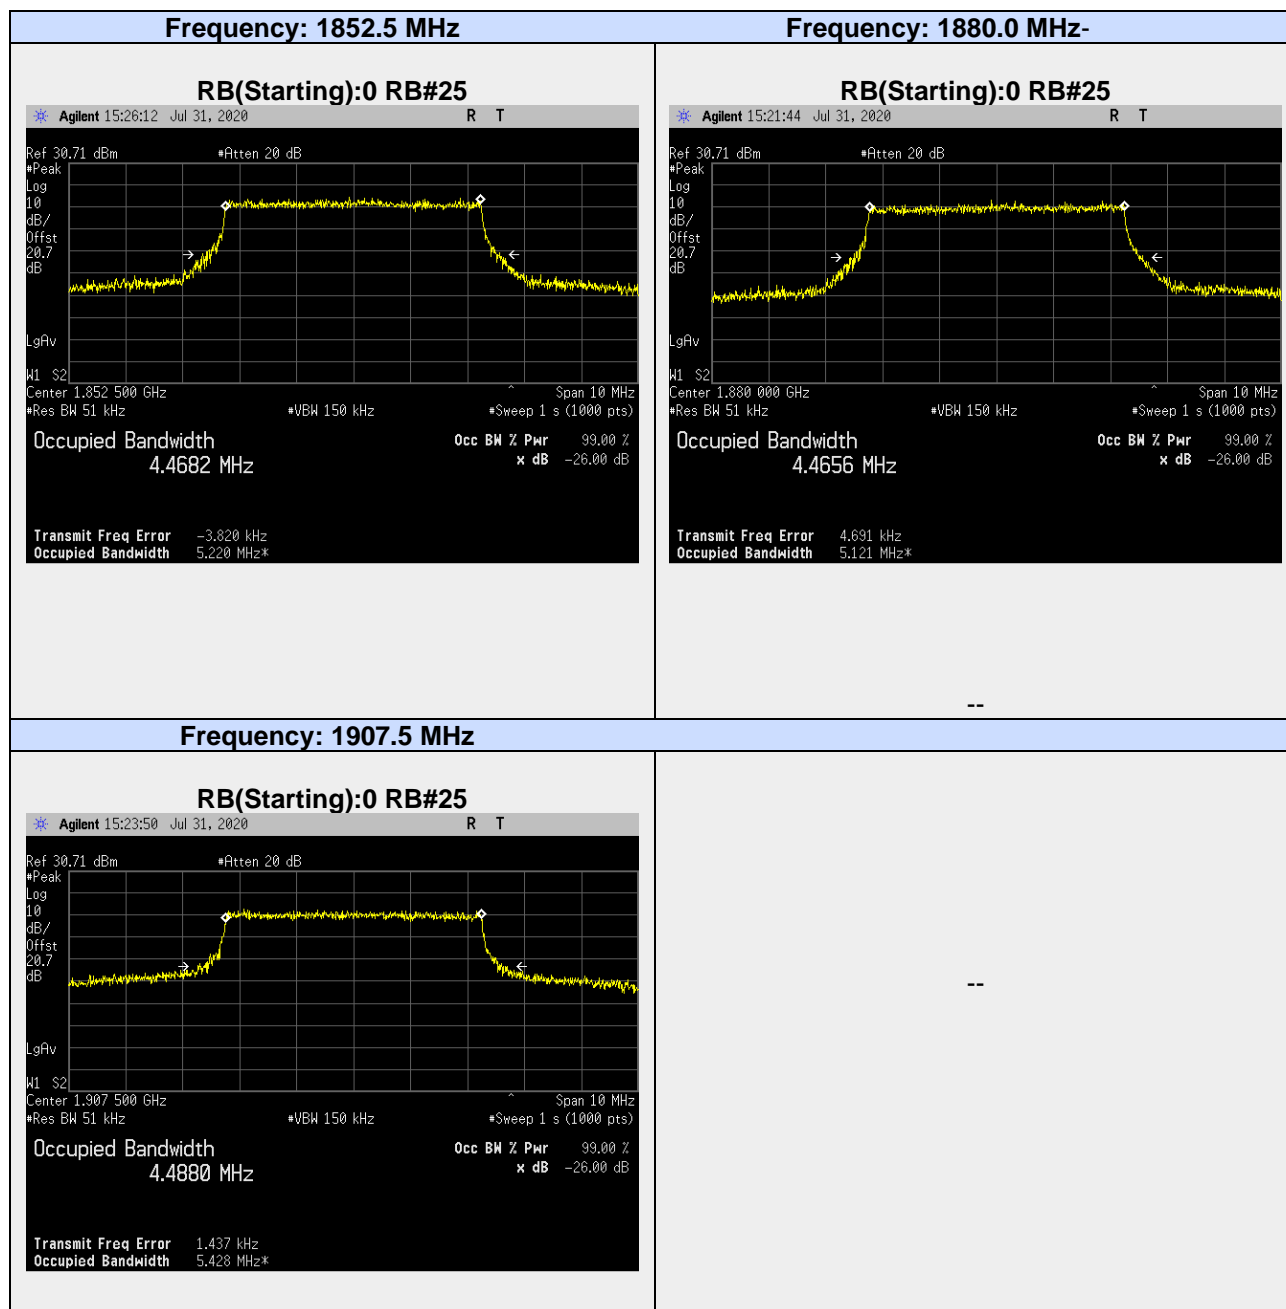 Frequency: 1852.5 MHz
RB(Starting):0 RB#25
Agilent 15:26:12 Jul 31, 2020 R T
Ref 30.71 dBm #Atten 20 dB
#Peak
Log
10
dB/
Offst
20.7
dB
LgAv
W1 S2
Center 1.852 500 GHz ^ Span 10 MHz
#Res BW 51 kHz #VBW 150 kHz #Sweep 1 s (1000 pts)
Occupied Bandwidth Occ BW % Pwr 99.00 %
4.4682 MHz x dB -26.00 dB
Transmit Freq Error -3.820 kHz
Occupied Bandwidth 5.220 MHz*
Frequency: 1880.0 MHz-
RB(Starting):0 RB#25
Agilent 15:21:44 Jul 31, 2020 R T
Ref 30.71 dBm #Atten 20 dB
#Peak
Log
10
dB/
Offst
20.7
dB
LgAv
W1 S2
Center 1.880 000 GHz ^ Span 10 MHz
#Res BW 51 kHz #VBW 150 kHz #Sweep 1 s (1000 pts)
Occupied Bandwidth Occ BW % Pwr 99.00 %
4.4656 MHz x dB -26.00 dB
Transmit Freq Error 4.691 kHz
Occupied Bandwidth 5.121 MHz*
--
Frequency: 1907.5 MHz
RB(Starting):0 RB#25
Agilent 15:23:50 Jul 31, 2020 R T
Ref 30.71 dBm #Atten 20 dB
#Peak
Log
10
dB/
Offst
20.7
dB
LgAv
W1 S2
Center 1.907 500 GHz ^ Span 10 MHz
#Res BW 51 kHz #VBW 150 kHz #Sweep 1 s (1000 pts)
Occupied Bandwidth Occ BW % Pwr 99.00 %
4.4880 MHz x dB -26.00 dB
Transmit Freq Error 1.437 kHz
Occupied Bandwidth 5.428 MHz*
--